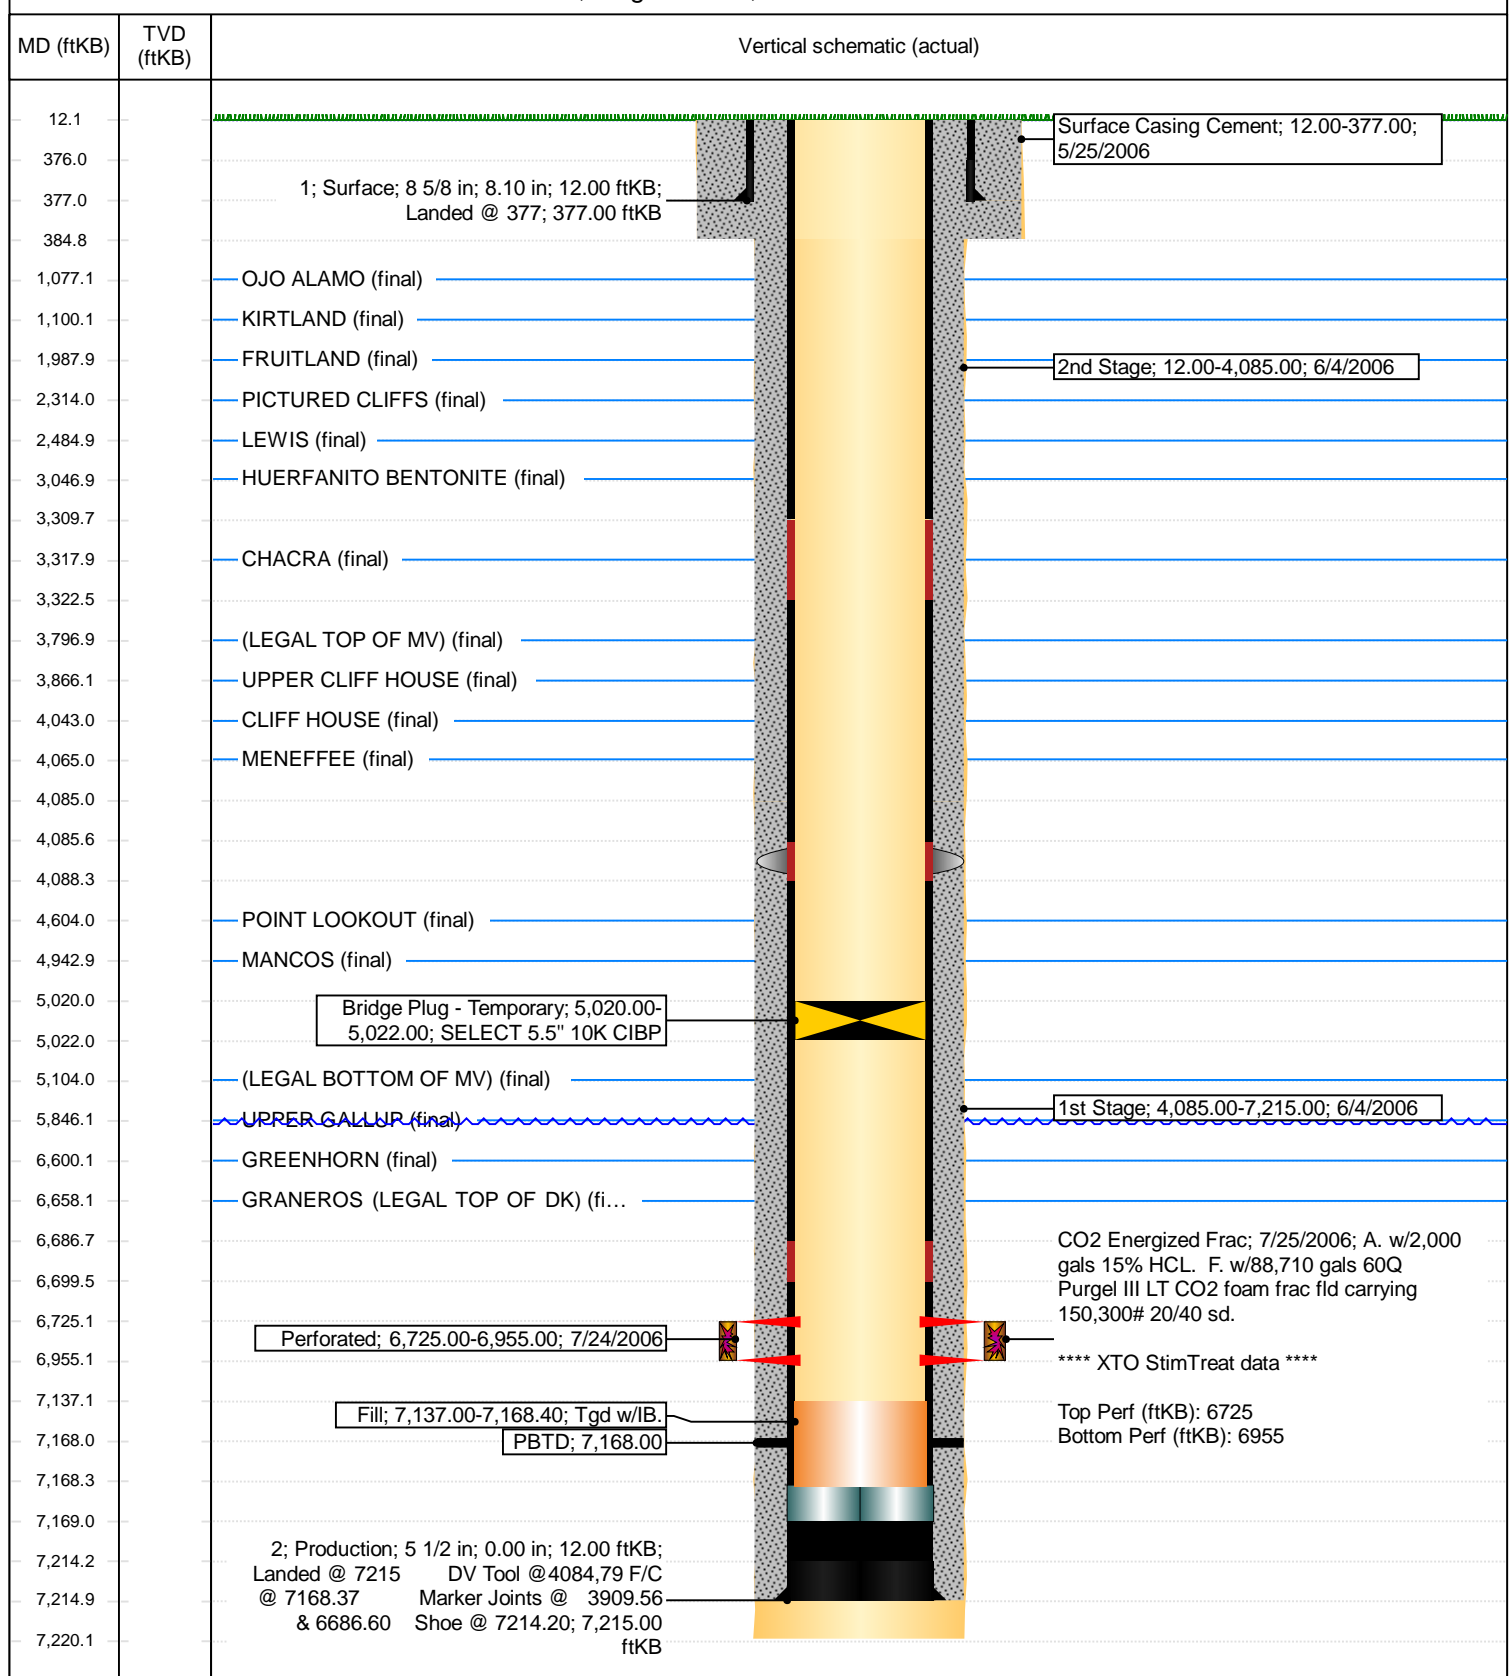 MD (ftKB)
TVD
(ftKB)
Vertical schematic (actual)
12.1
376.0
377.0
384.8
1,077.1
1,100.1
1,987.9
2,314.0
2,484.9
3,046.9
3,309.7
3,317.9
3,322.5
3,796.9
3,866.1
4,043.0
4,065.0
4,085.0
4,085.6
4,088.3
4,604.0
4,942.9
5,020.0
5,022.0
5,104.0
5,846.1
6,600.1
6,658.1
6,686.7
6,699.5
6,725.1
6,955.1
7,137.1
7,168.0
7,168.3
7,169.0
7,214.2
7,214.9
7,220.1
Surface Casing Cement; 12.00-377.00;
5/25/2006
1; Surface; 8 5/8 in; 8.10 in; 12.00 ftKB;
Landed @ 377; 377.00 ftKB
OJO ALAMO (final)
KIRTLAND (final)
FRUITLAND (final)
2nd Stage; 12.00-4,085.00; 6/4/2006
PICTURED CLIFFS (final)
LEWIS (final)
HUERFANITO BENTONITE (final)
CHACRA (final)
(LEGAL TOP OF MV) (final)
UPPER CLIFF HOUSE (final)
CLIFF HOUSE (final)
MENEFFEE (final)
POINT LOOKOUT (final)
MANCOS (final)
Bridge Plug - Temporary; 5,020.00-
5,022.00; SELECT 5.5" 10K CIBP
(LEGAL BOTTOM OF MV) (final)
1st Stage; 4,085.00-7,215.00; 6/4/2006
UPPER GALLUP (final)
GREENHORN (final)
GRANEROS (LEGAL TOP OF DK) (fi…
CO2 Energized Frac; 7/25/2006; A. w/2,000
gals 15% HCL.  F. w/88,710 gals 60Q
Purgel III LT CO2 foam frac fld carrying
150,300# 20/40 sd.
**** XTO StimTreat data ****
Top Perf (ftKB): 6725
Bottom Perf (ftKB): 6955
Perforated; 6,725.00-6,955.00; 7/24/2006
Fill; 7,137.00-7,168.40; Tgd w/IB.
PBTD; 7,168.00
2; Production; 5 1/2 in; 0.00 in; 12.00 ftKB;
Landed @ 7215 DV Tool @4084,79 F/C
@ 7168.37 Marker Joints @ 3909.56
& 6686.60 Shoe @ 7214.20; 7,215.00
ftKB